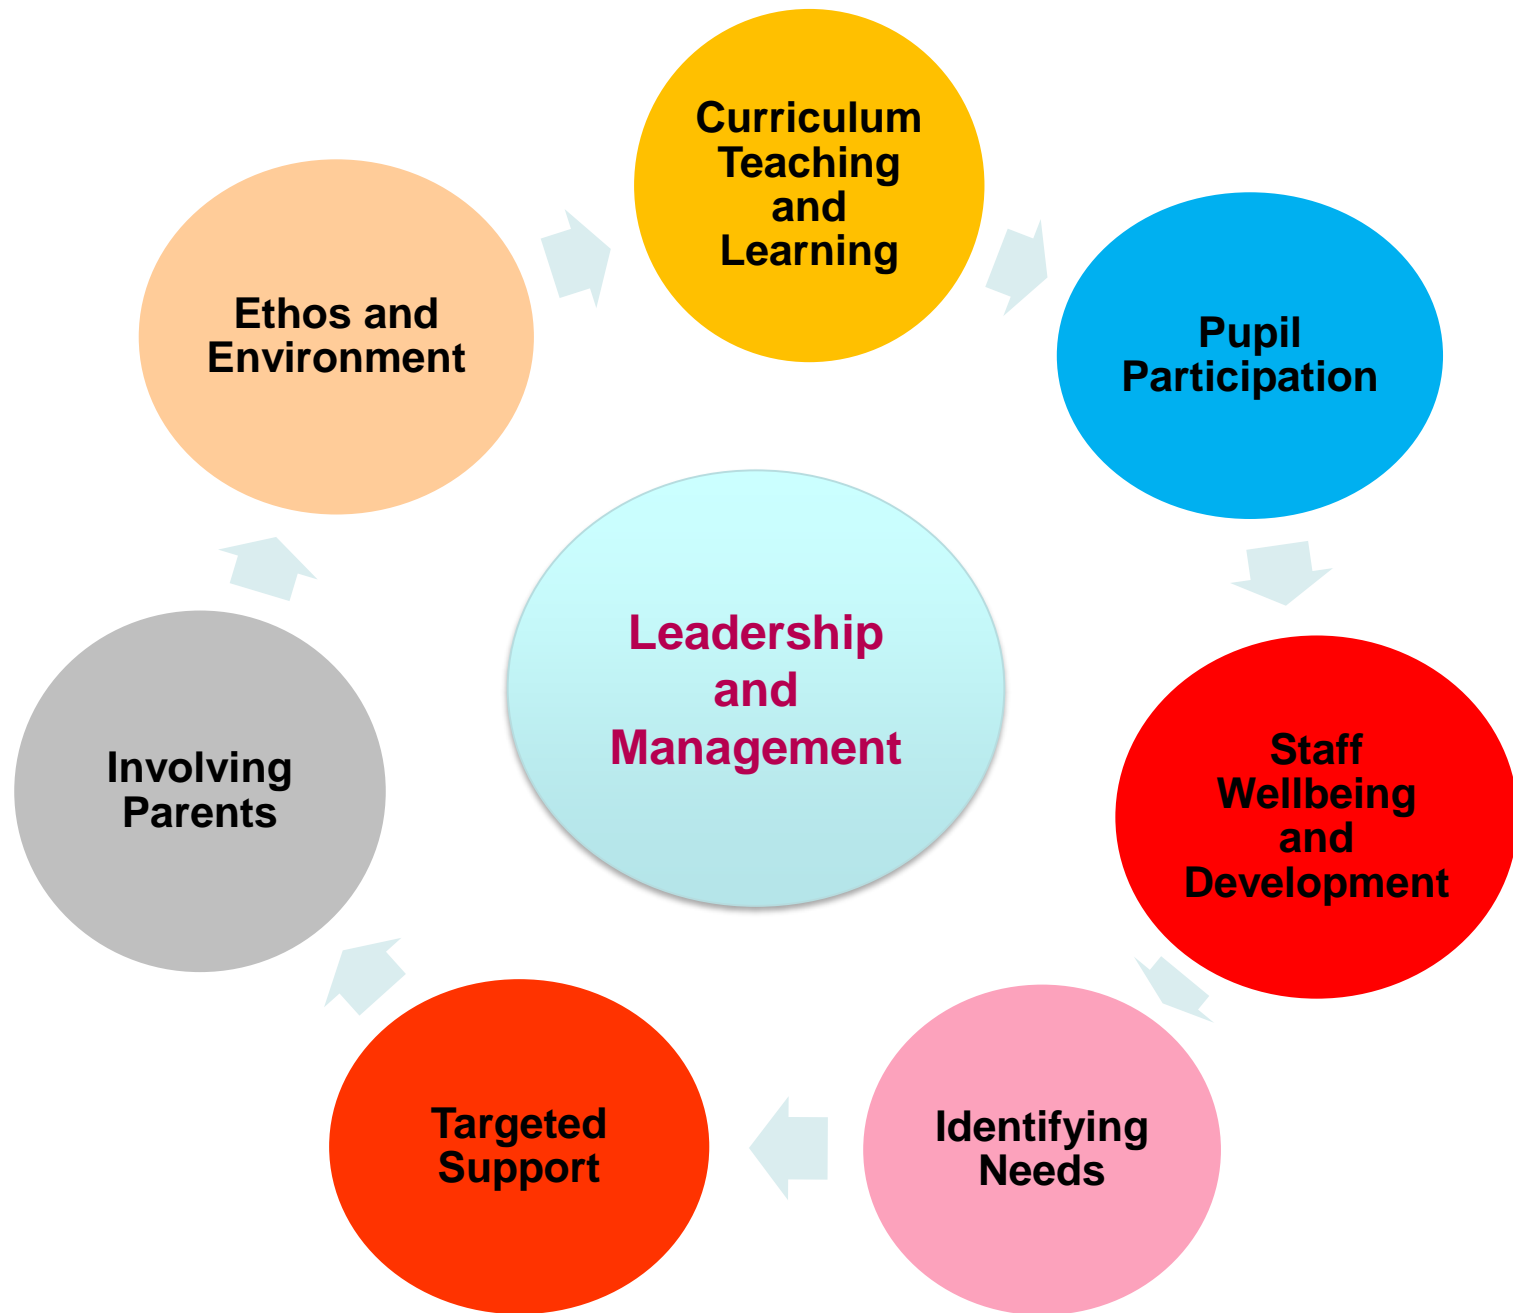 Curriculum
Teaching
and
Learning
Pupil
Participation
Staff
Wellbeing
and
Development
Identifying
Needs
Targeted
Support
Involving
Parents
Ethos and
Environment
Leadership
and
Management